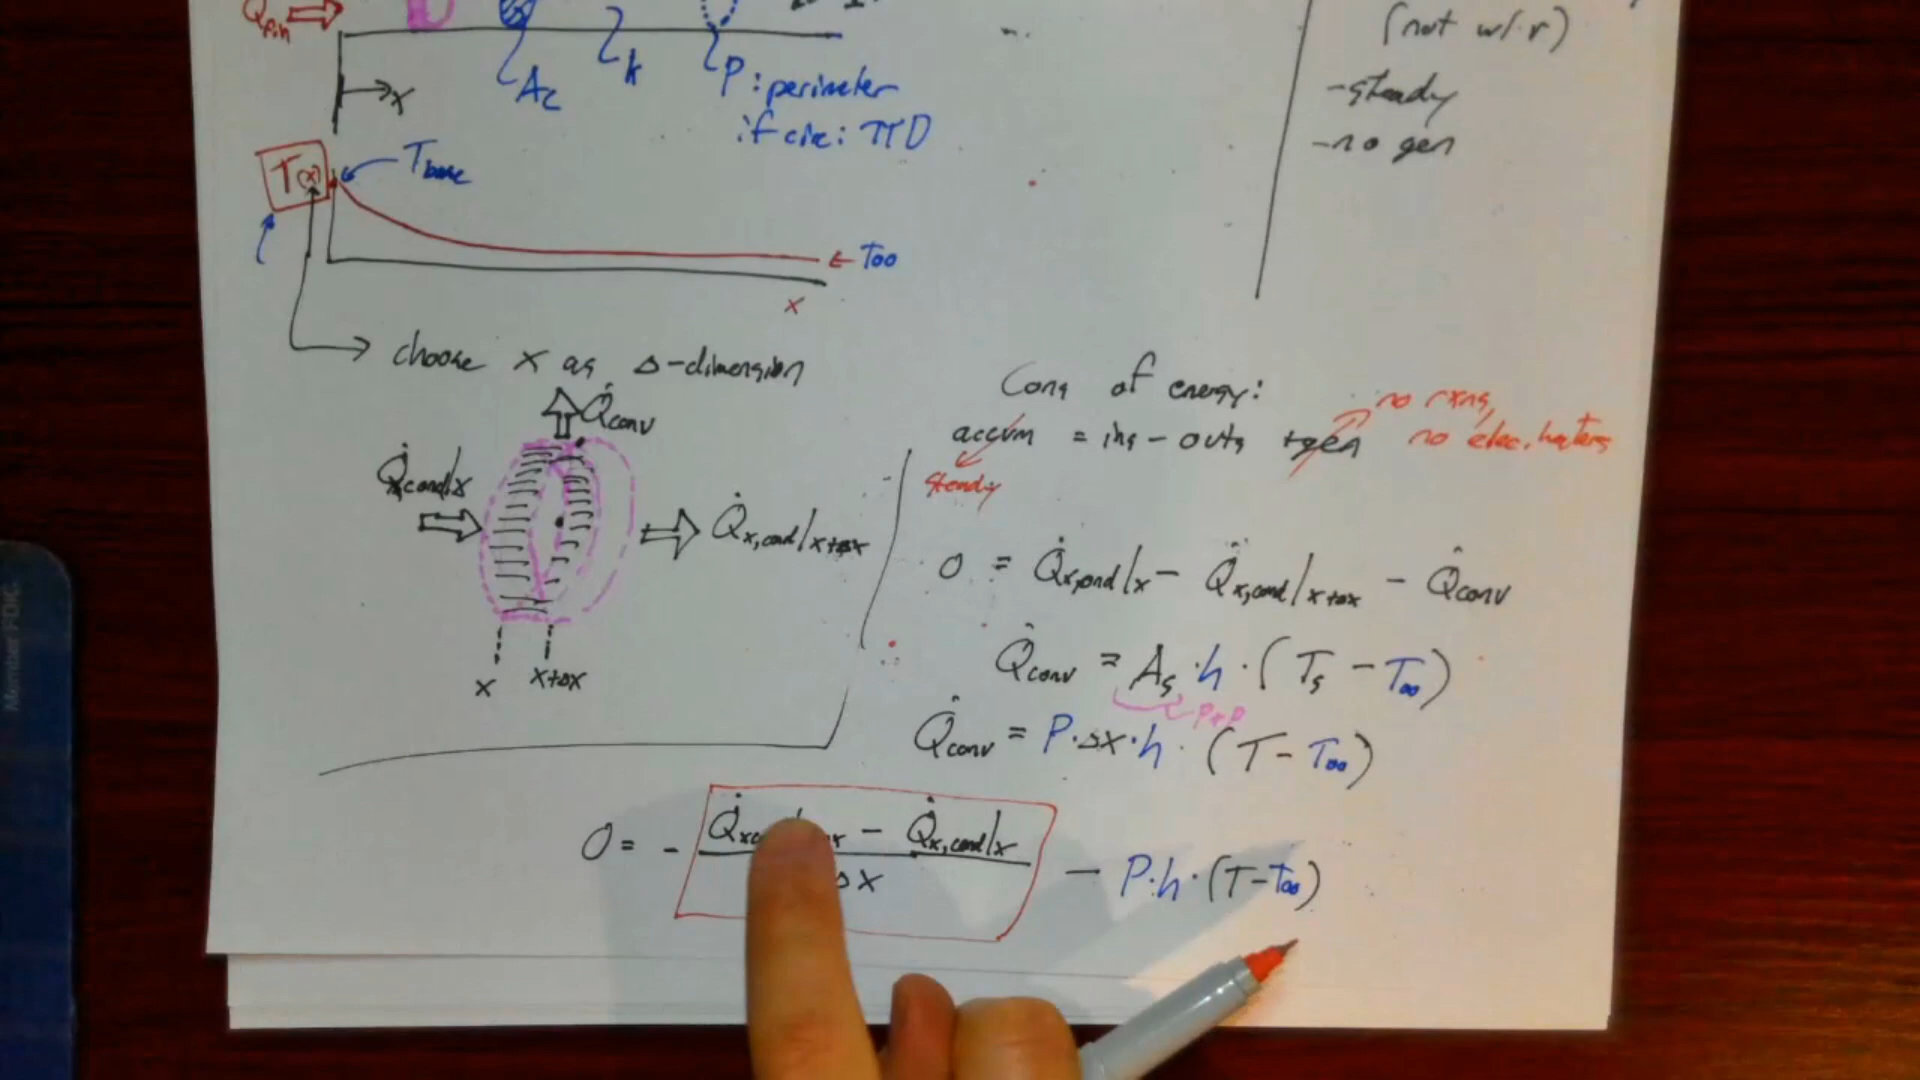 Q̇fin
Ac
k
P: perimeter
if circ: πD
→x
(not w/ r)
-steady
-no gen
T(x)
Tbase
←T∞
x
choose x as Δ-dimension
Q̇conv
Q̇x,cond|x
Q̇x,cond|x+Δx
x
x+Δx
Cons of energy:
accum = ins - outs + gen
no rxns,
no elec. heaters
steady
0 = Q̇x,cond|x - Q̇x,cond|x+Δx - Q̇conv
Q̇conv = As·h·(Ts - T∞)
Q̇conv = P·Δx·h·(T - T∞)
0 = - Q̇x - Q̇x,cond|x
Δx
- P·h·(T-T∞)
Member FDIC